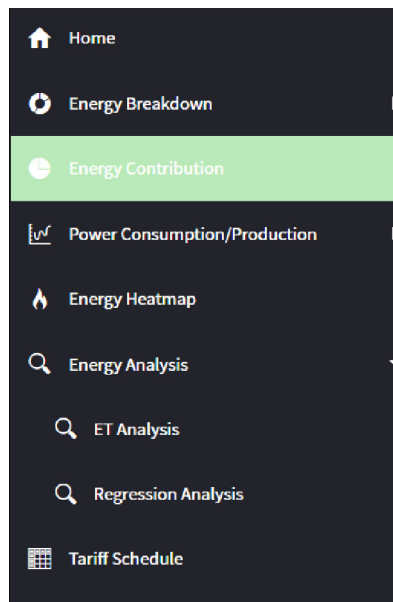 Home
Energy Breakdown
Energy Contribution
Power Consumption/Production
Energy Heatmap
Energy Analysis
ET Analysis
Regression Analysis
Tariff Schedule